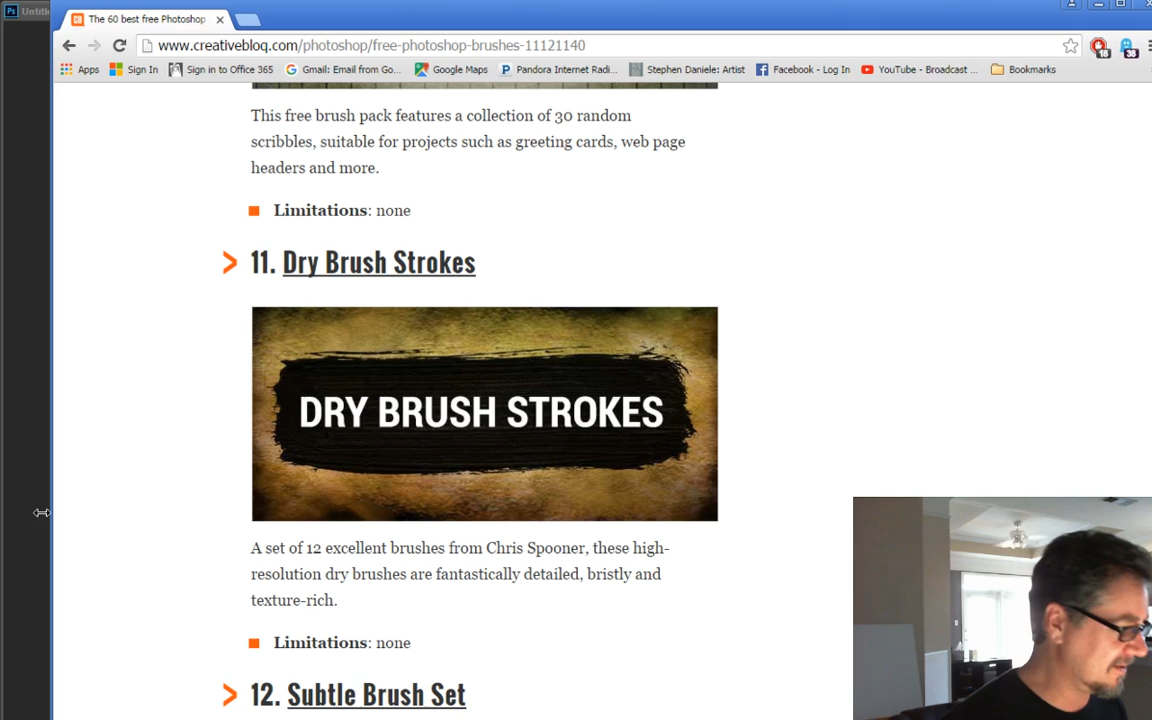 Ps Untitl
The 60 best free Photoshop
www.creativebloq.com/photoshop/free-photoshop-brushes-11121140
Apps Sign In Sign in to Office 365 Gmail: Email from Go... Google Maps Pandora Internet Radi... Stephen Daniele: Artist Facebook - Log In YouTube - Broadcast ... Bookmarks
This free brush pack features a collection of 30 random
scribbles, suitable for projects such as greeting cards, web page
headers and more.
Limitations: none
11. Dry Brush Strokes
DRY BRUSH STROKES
A set of 12 excellent brushes from Chris Spooner, these high-
resolution dry brushes are fantastically detailed, bristly and
texture-rich.
Limitations: none
12. Subtle Brush Set